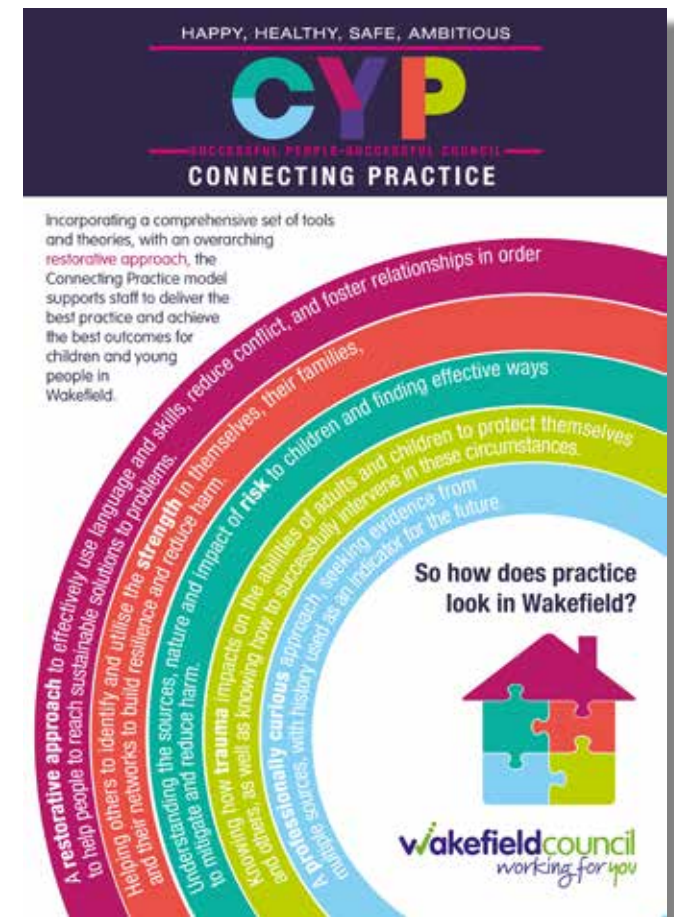 HAPPY, HEALTHY, SAFE, AMBITIOUS
CYP
SUCCESSFUL PEOPLE-SUCCESSFUL COUNCIL
CONNECTING PRACTICE
Incorporating a comprehensive set of tools
and theories, with an overarching
restorative approach, the
Connecting Practice model
supports staff to deliver the
best practice and achieve
the best outcomes for
children and young
people in
Wakefield.
A restorative approach to effectively use language and skills, reduce conflict, and foster relationships in order
to help people to reach sustainable solutions to problems.
Helping others to identify and utilise the strength in themselves, their families,
and their networks to build resilience and reduce harm.
Understanding the sources, nature and impact of risk to children and finding effective ways
to mitigate and reduce harm.
Knowing how trauma impacts on the abilities of adults and children to protect themselves
and others, as well as knowing how to successfully intervene in these circumstances.
A professionally curious approach, seeking evidence from
multiple sources, with history used as an indicator for the future
So how does practice
look in Wakefield?
wakefieldcouncil
working for you